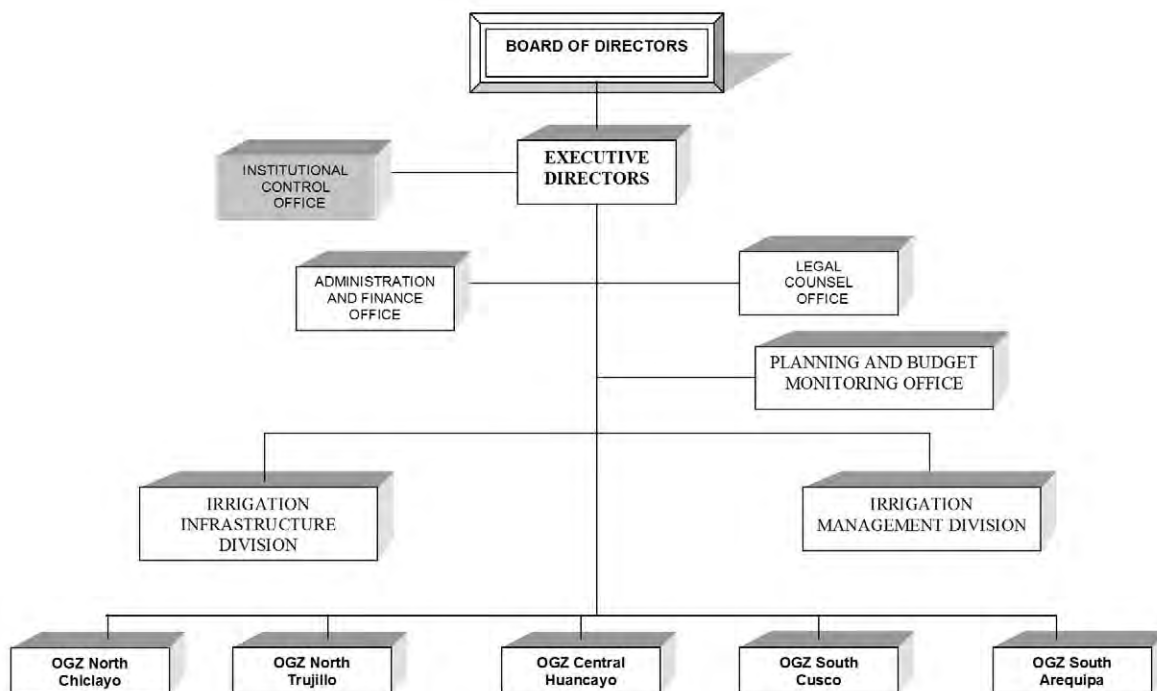 BOARD OF DIRECTORS
EXECUTIVE
DIRECTORS
INSTITUTIONAL
CONTROL
OFFICE
ADMINISTRATION
AND FINANCE
OFFICE
LEGAL
COUNSEL
OFFICE
PLANNING AND BUDGET
MONITORING OFFICE
IRRIGATION
INFRASTRUCTURE
DIVISION
IRRIGATION
MANAGEMENT DIVISION
OGZ North
Chiclayo
OGZ North
Trujillo
OGZ Central
Huancayo
OGZ South
Cusco
OGZ South
Arequipa